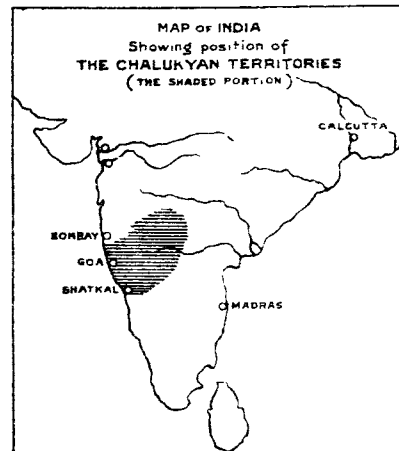 MAP OF INDIA
Showing position of
THE CHALUKYAN TERRITORIES
(THE SHADED PORTION)
CALCUTTA
BOMBAY
GOA
BHATKAL
MADRAS